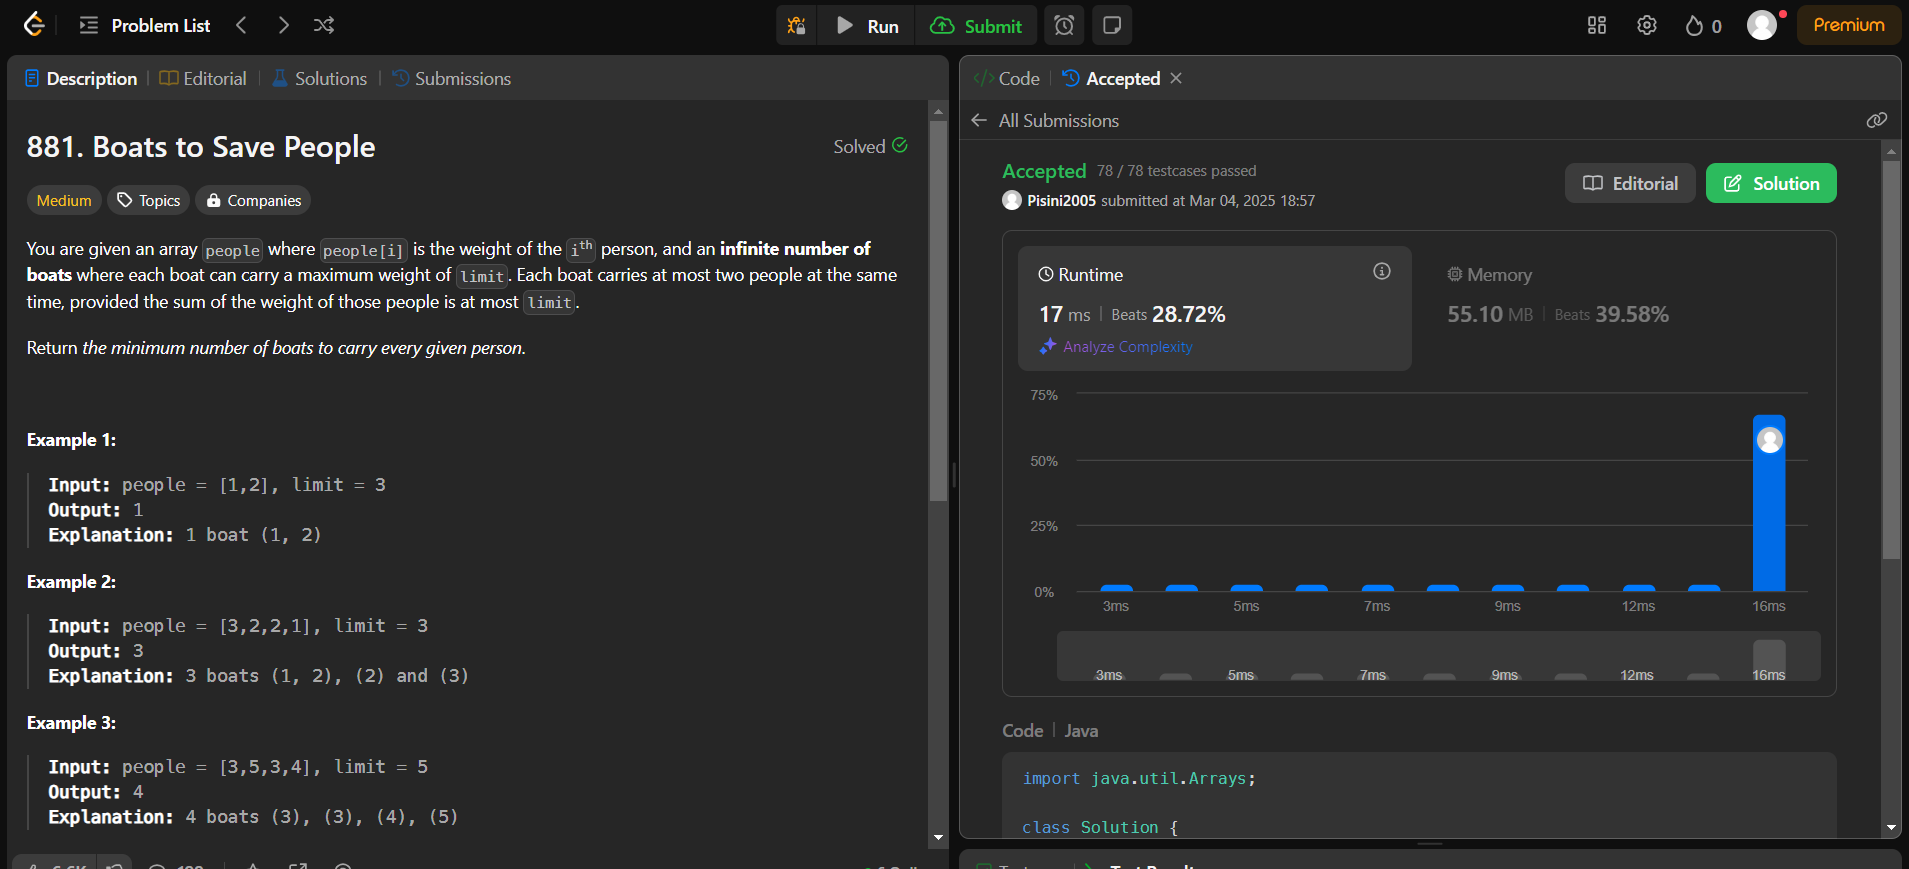 Problem List
Run
Submit
0
Premium
Description
Editorial
Solutions
Submissions
881. Boats to Save People
Solved
Medium
Topics
Companies
You are given an array people where people[i] is the weight of the ith person, and an infinite number of
boats where each boat can carry a maximum weight of limit. Each boat carries at most two people at the same
time, provided the sum of the weight of those people is at most limit.
Return the minimum number of boats to carry every given person.
Example 1:
Input: people = [1,2], limit = 3
Output: 1
Explanation: 1 boat (1, 2)
Example 2:
Input: people = [3,2,2,1], limit = 3
Output: 3
Explanation: 3 boats (1, 2), (2) and (3)
Example 3:
Input: people = [3,5,3,4], limit = 5
Output: 4
Explanation: 4 boats (3), (3), (4), (5)
Code
Accepted
All Submissions
Accepted 78 / 78 testcases passed
Pisini2005 submitted at Mar 04, 2025 18:57
Editorial
Solution
Runtime
17 ms | Beats 28.72%
Analyze Complexity
Memory
55.10 MB | Beats 39.58%
75%
50%
25%
0%
3ms 5ms 7ms 9ms 12ms 16ms
3ms 5ms 7ms 9ms 12ms 16ms
Code | Java
import java.util.Arrays;
class Solution {